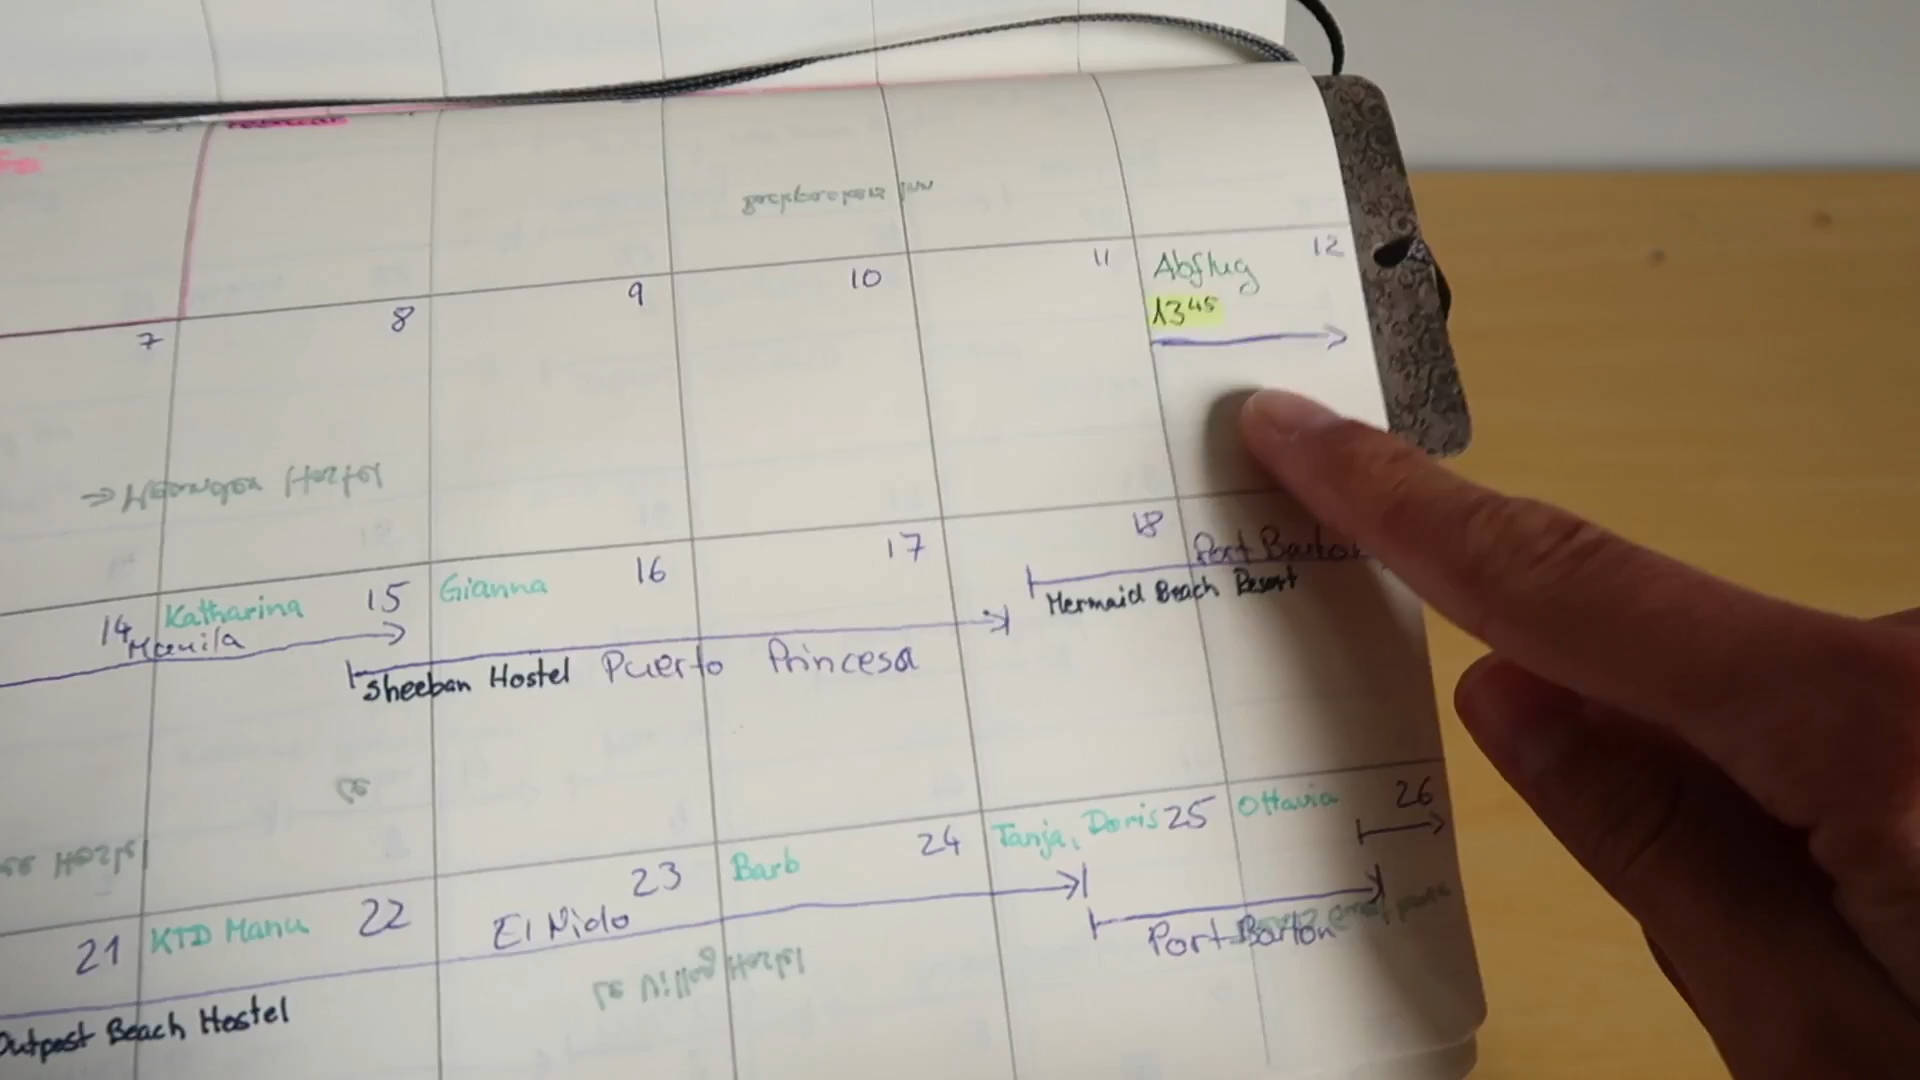 7 8 9 10 11 Abflug 12
13⁴⁵
14 Katharina 15 Gianna 16 17 18 Port Barton
Manila
Sheeban Hostel Puerto Princesa
Mermaid Beach Resort
21 KTD Manu 22 23 Barb 24 Tanja, Doris 25 Ottavia 26
El Nido
Port Barton
Outpost Beach Hostel